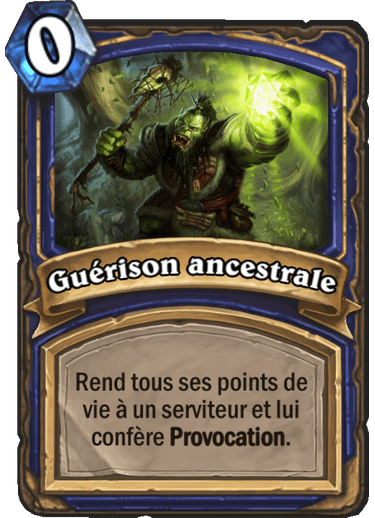 0
Guérison ancestrale
Rend tous ses points de
vie à un serviteur et lui
confère Provocation.